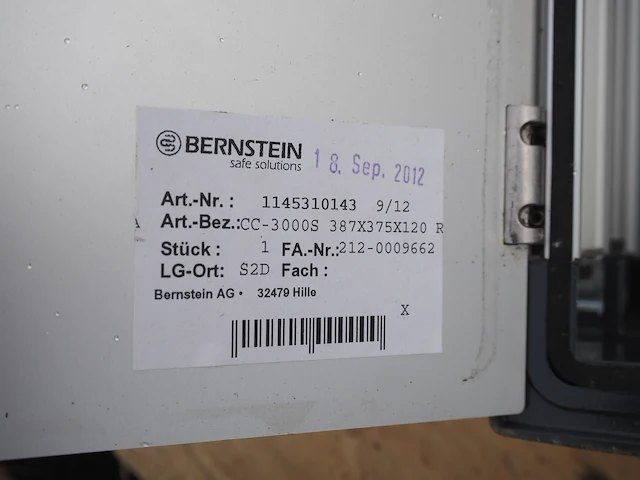 BERNSTEIN
safe solutions
18. Sep. 2012
Art.-Nr.: 1145310143 9/12
Art.-Bez.:CC-3000S 387X375X120 R
Stück : 1 FA.-Nr.:212-0009662
LG-Ort: S2D Fach :
Bernstein AG • 32479 Hille
X